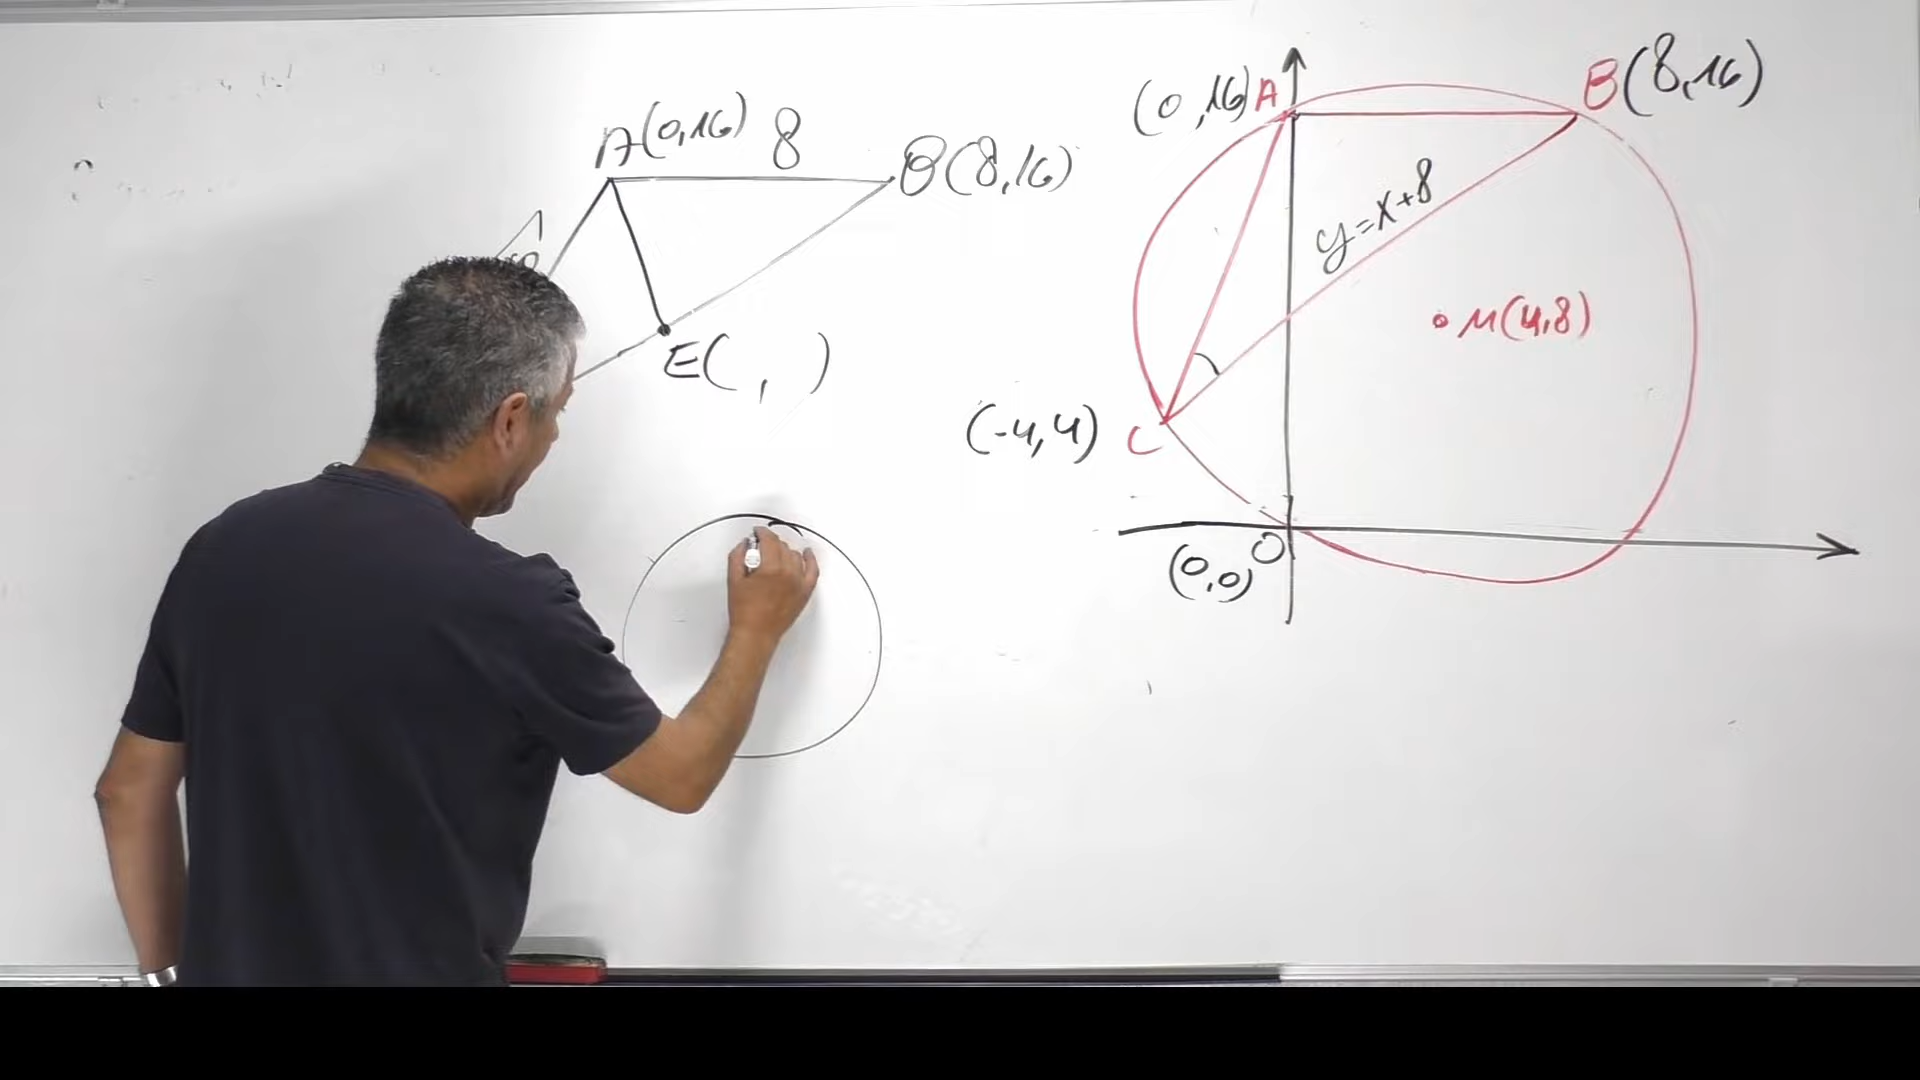 A(0,16)
8
B(8,16)
E( , )
(0,16)
A
B
(8,16)
y=x+8
M(4,8)
(-4,4)
C
(0,0)
O